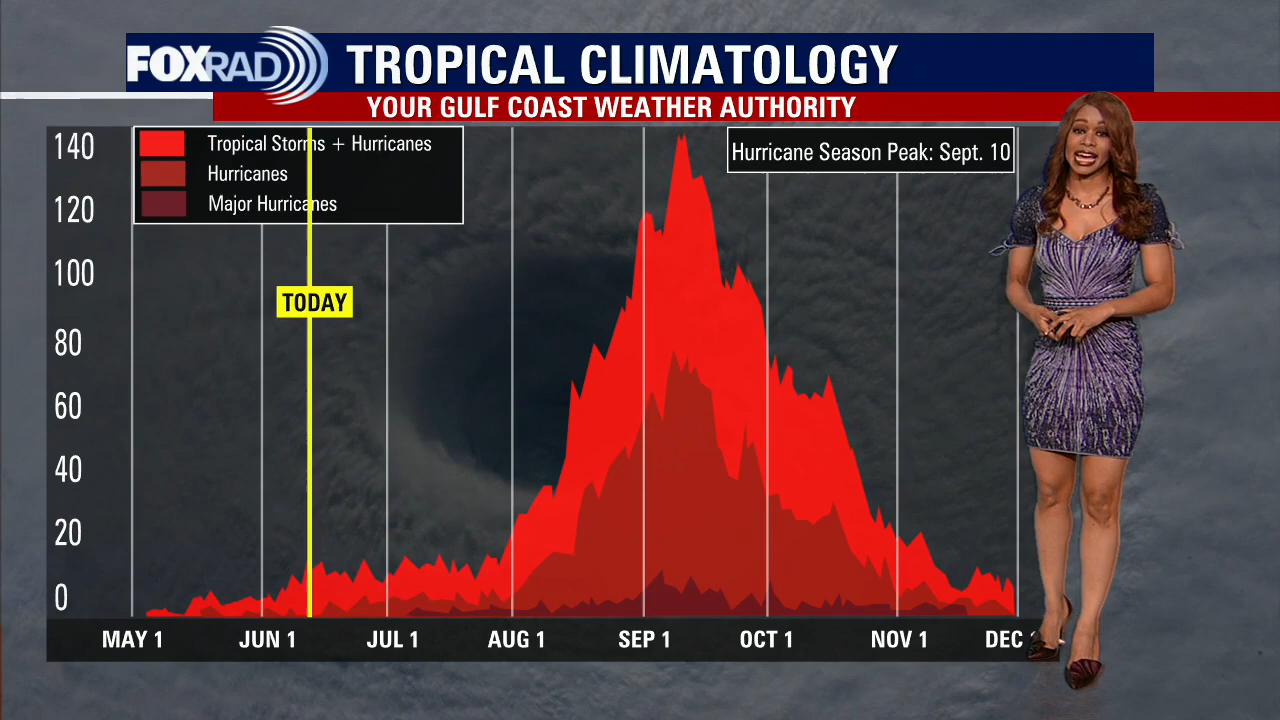 FOXRAD
TROPICAL CLIMATOLOGY
YOUR GULF COAST WEATHER AUTHORITY
Tropical Storms + Hurricanes
Hurricanes
Major Hurricanes
Hurricane Season Peak: Sept. 10
140
120
100
80
60
40
20
0
TODAY
MAY 1
JUN 1
JUL 1
AUG 1
SEP 1
OCT 1
NOV 1
DEC